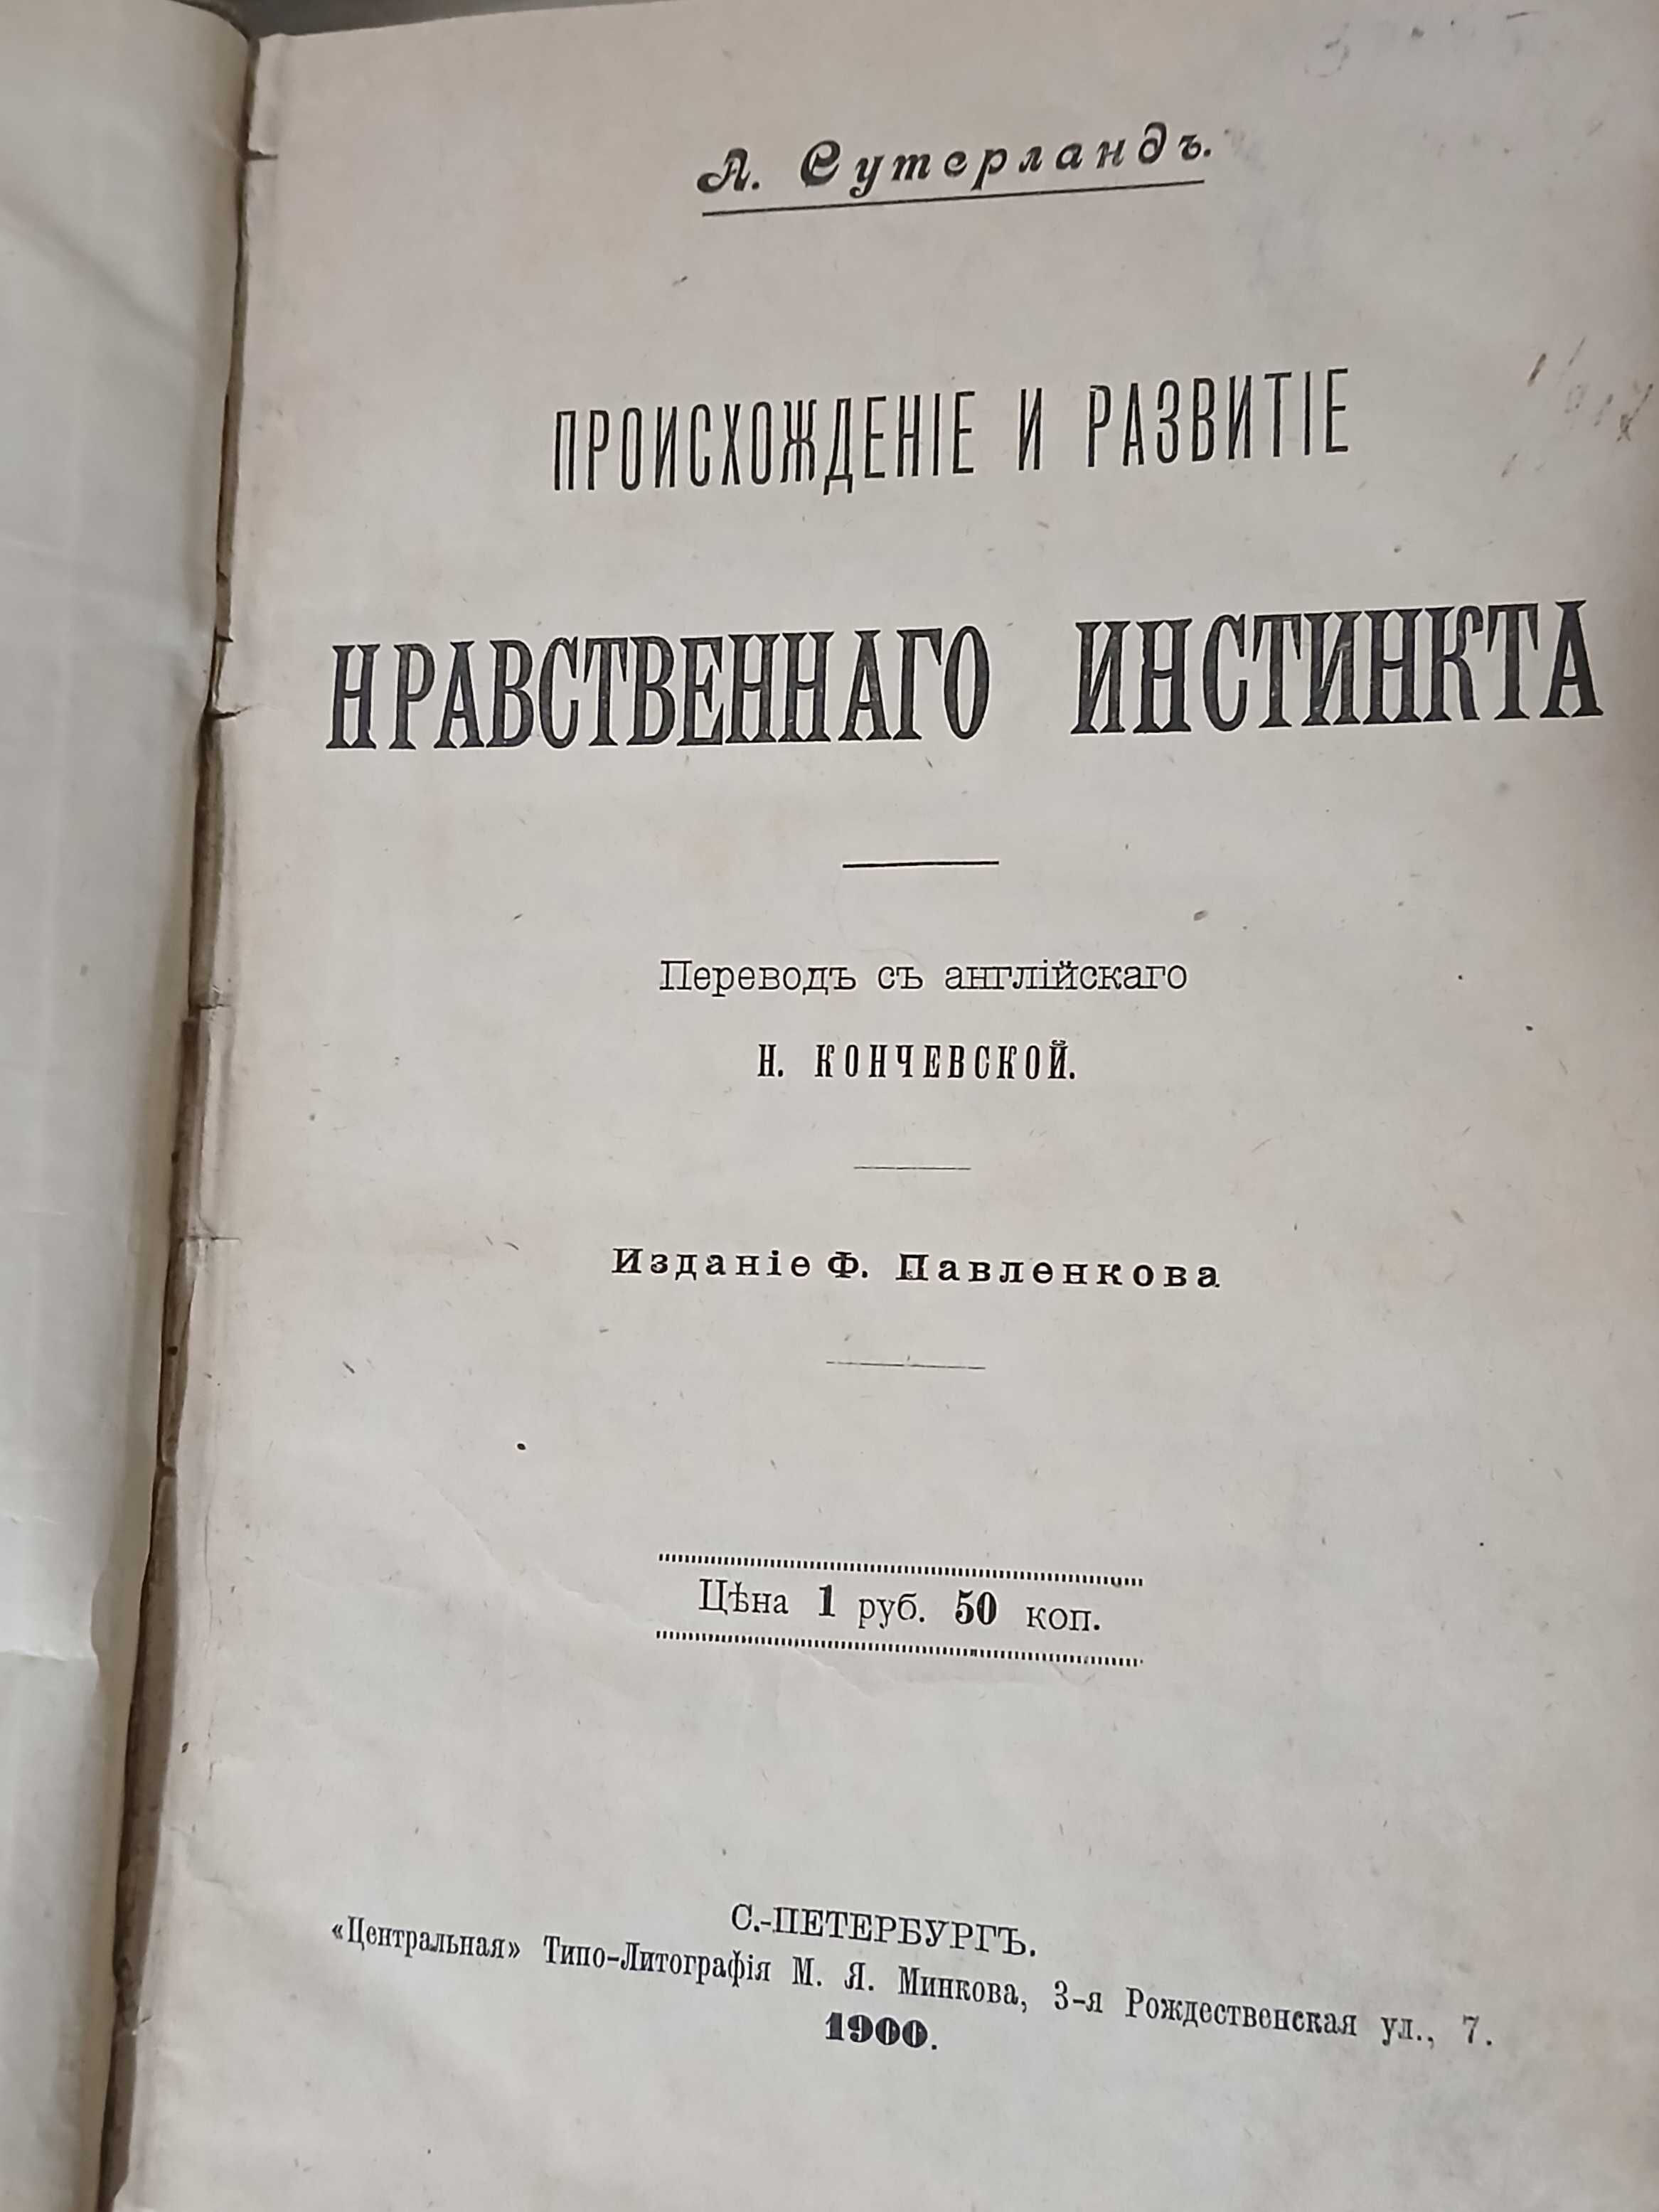 А. Сутерландъ.
ПРОИСХОЖДЕНІЕ И РАЗВИТІЕ
НРАВСТВЕННАГО ИНСТИНКТА
Переводъ съ англійскаго
Н. КОНЧЕВСКОЙ.
Изданіе Ф. Павленкова
Цѣна 1 руб. 50 коп.
С.-ПЕТЕРБУРГЪ.
«Центральная» Типо-Литографія М. Я. Минкова, 3-я Рождественская ул., 7.
1900.